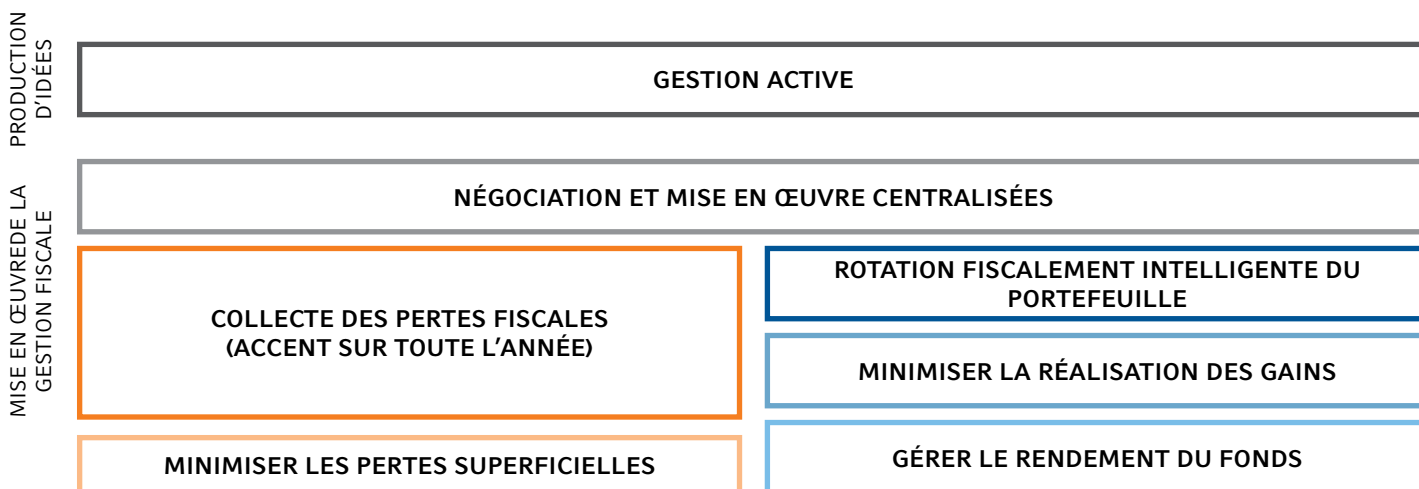 PRODUCTION
D'IDÉES
GESTION ACTIVE
MISE EN ŒUVREDE LA
GESTION FISCALE
NÉGOCIATION ET MISE EN ŒUVRE CENTRALISÉES
COLLECTE DES PERTES FISCALES
(ACCENT SUR TOUTE L'ANNÉE)
ROTATION FISCALEMENT INTELLIGENTE DU
PORTEFEUILLE
MINIMISER LA RÉALISATION DES GAINS
MINIMISER LES PERTES SUPERFICIELLES
GÉRER LE RENDEMENT DU FONDS